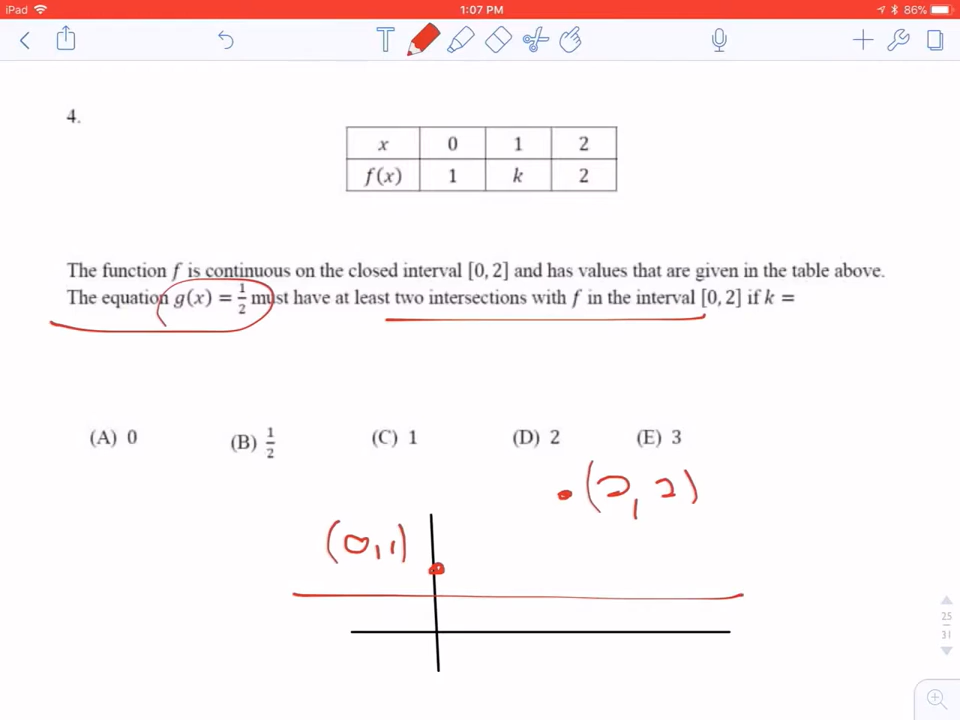 iPad 1:07 PM 86%
T
4.
x 0 1 2
f(x) 1 k 2
The function f is continuous on the closed interval [0, 2] and has values that are given in the table above.
The equation g(x) = 1/2 must have at least two intersections with f in the interval [0, 2] if k =
(A) 0 (B) 1/2 (C) 1 (D) 2 (E) 3
(2, 2)
(0,1)
25
31